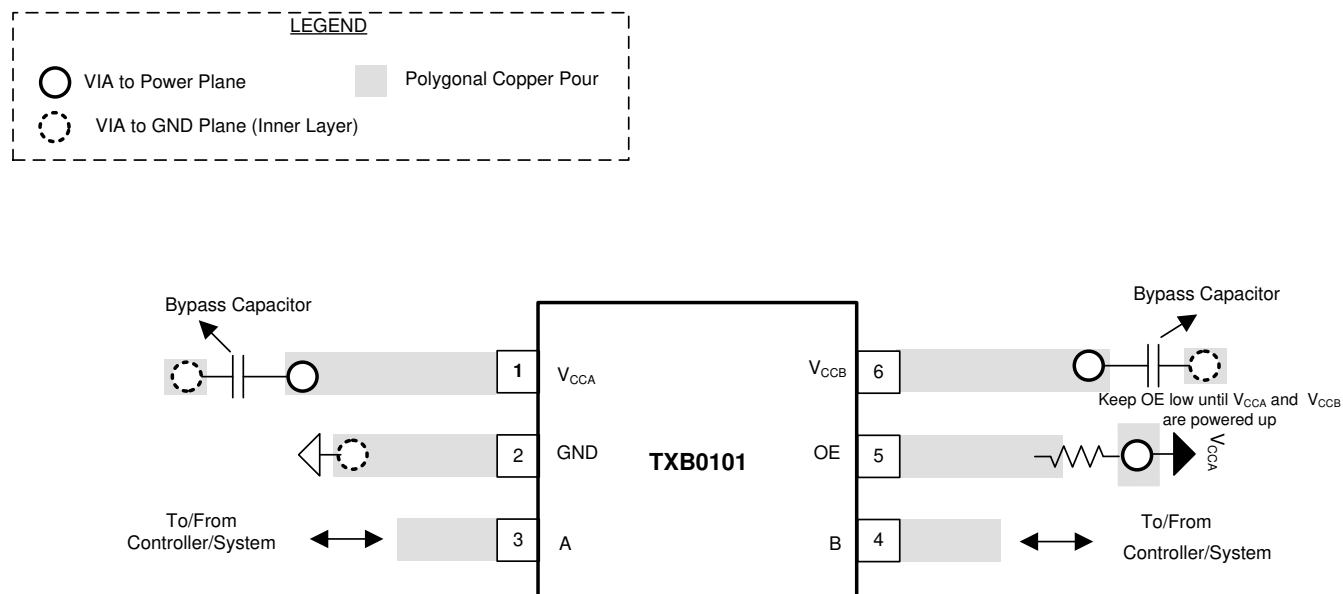 LEGEND
VIA to Power Plane
Polygonal Copper Pour
VIA to GND Plane (Inner Layer)
Bypass Capacitor
Bypass Capacitor
1
VCCA
VCCB
6
Keep OE low until VCCA and VCCB
are powered up
2
GND
TXB0101
OE
5
VCCA
To/From
Controller/System
3
A
B
4
To/From
Controller/System